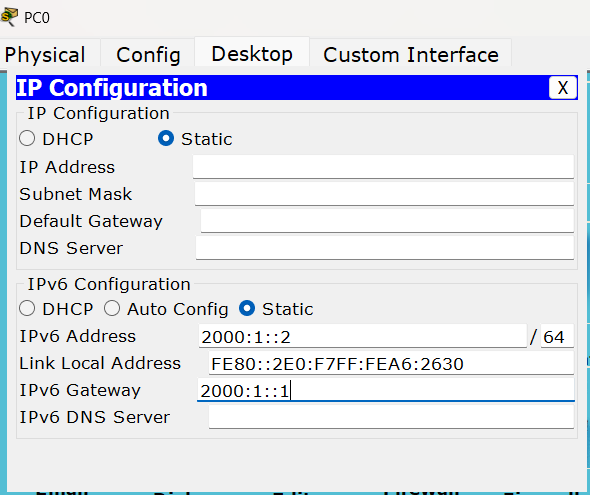 PC0
Physical Config Desktop Custom Interface
IP Configuration X
IP Configuration
DHCP Static
IP Address
Subnet Mask
Default Gateway
DNS Server
IPv6 Configuration
DHCP Auto Config Static
IPv6 Address 2000:1::2 / 64
Link Local Address FE80::2E0:F7FF:FEA6:2630
IPv6 Gateway 2000:1::1
IPv6 DNS Server